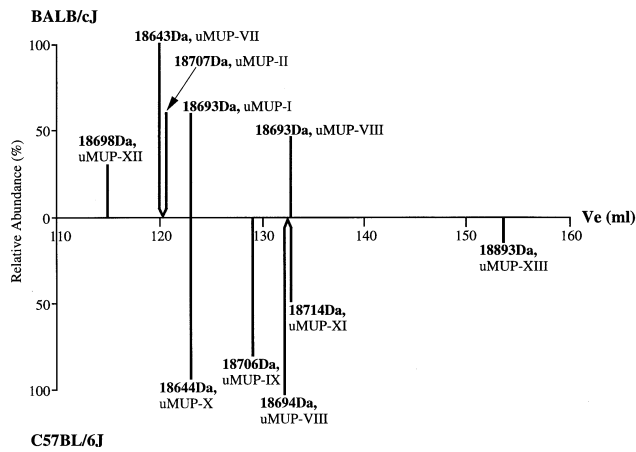 BALB/cJ
18643Da, uMUP-VII
18707Da, uMUP-II
18693Da, uMUP-I
18693Da, uMUP-VIII
18698Da,
uMUP-XII
100
50
0
50
100
Relative Abundance (%)
110
120
130
140
150
160
Ve (ml)
18893Da,
uMUP-XIII
18714Da,
uMUP-XI
18706Da,
uMUP-IX
18644Da,
uMUP-X
18694Da,
uMUP-VIII
C57BL/6J